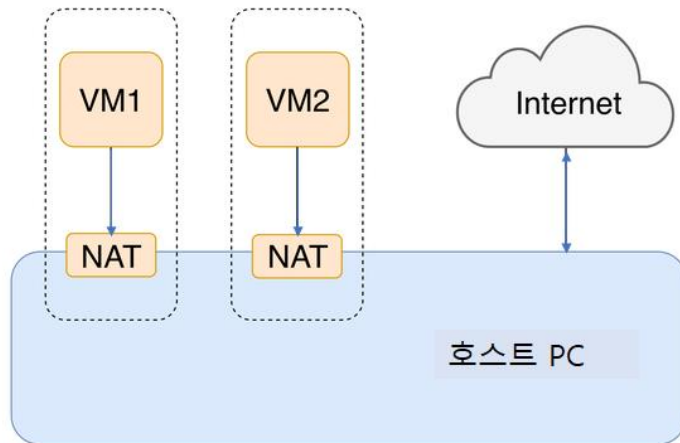 VM1
VM2
Internet
NAT
NAT
호스트 PC